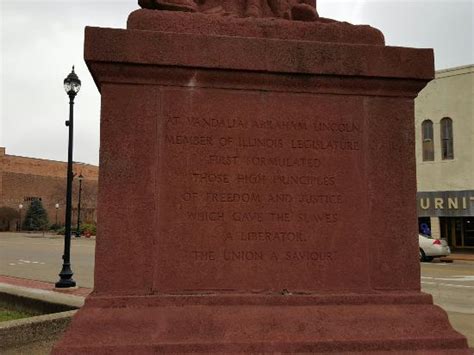 AT VANDALIA ABRAHAM LINCOLN,
MEMBER OF ILLINOIS LEGISLATURE
FIRST FORMULATED
THOSE HIGH PRINCIPLES
OF FREEDOM AND JUSTICE
WHICH GAVE THE SLAVES
A LIBERATOR,
THE UNION A SAVIOUR.
URNIT